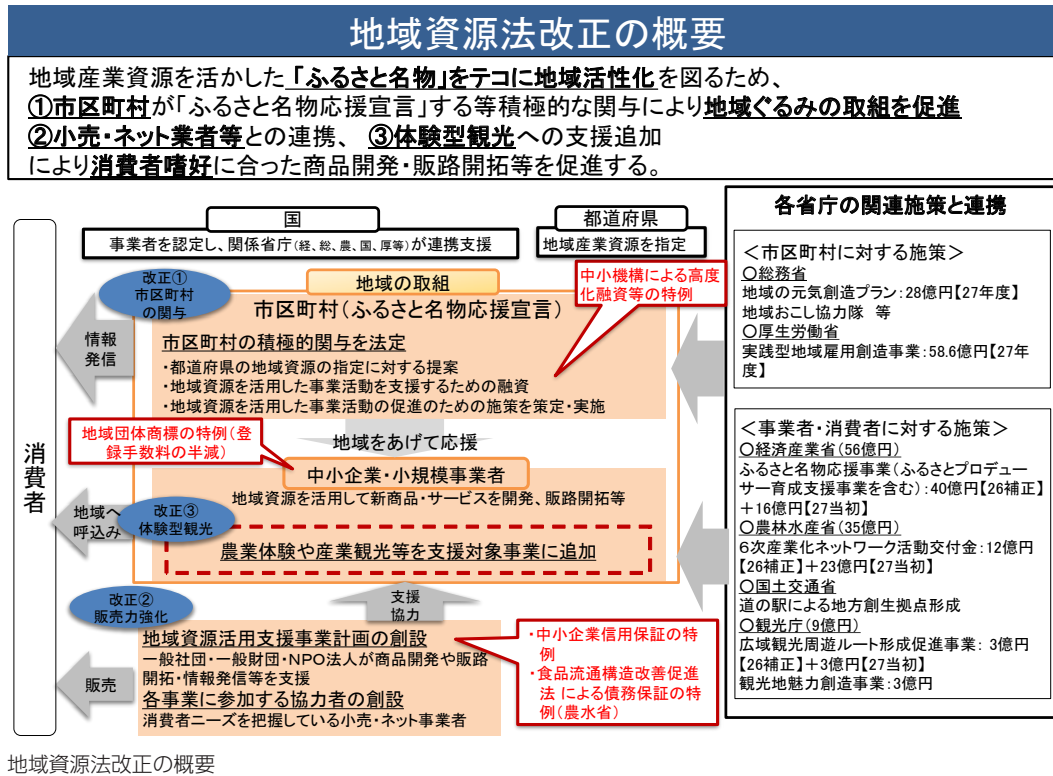 地域資源法改正の概要
地域産業資源を活かした「ふるさと名物」をテコに地域活性化を図るため、
①市区町村が「ふるさと名物応援宣言」する等積極的な関与により地域ぐるみの取組を促進
②小売・ネット業者等との連携、 ③体験型観光への支援追加
により消費者嗜好に合った商品開発・販路開拓等を促進する。
国
事業者を認定し、関係省庁(経、総、農、国、厚等)が連携支援
都道府県
地域産業資源を指定
改正①
市区町村
の関与
地域の取組
市区町村(ふるさと名物応援宣言)
中小機構による高度
化融資等の特例
情報
発信
市区町村の積極的関与を法定
・都道府県の地域資源の指定に対する提案
・地域資源を活用した事業活動を支援するための融資
・地域資源を活用した事業活動の促進のための施策を策定・実施
地域団体商標の特例(登
録手数料の半減)
地域をあげて応援
消費者
中小企業・小規模事業者
地域資源を活用して新商品・サービスを開発、販路開拓等
地域へ
呼込み
改正③
体験型観光
農業体験や産業観光等を支援対象事業に追加
改正②
販売力強化
支援
協力
地域資源活用支援事業計画の創設
一般社団・一般財団・NPO法人が商品開発や販路
開拓・情報発信等を支援
各事業に参加する協力者の創設
消費者ニーズを把握している小売・ネット事業者
販売
・中小企業信用保証の特
例
・食品流通構造改善促進
法 による債務保証の特
例(農水省)
各省庁の関連施策と連携
<市区町村に対する施策>
○総務省
地域の元気創造プラン:28億円【27年度】
地域おこし協力隊 等
○厚生労働省
実践型地域雇用創造事業:58.6億円【27年
度】
<事業者・消費者に対する施策>
○経済産業省(56億円)
ふるさと名物応援事業(ふるさとプロデュー
サー育成支援事業を含む):40億円【26補正】
+16億円【27当初】
○農林水産省(35億円)
6次産業化ネットワーク活動交付金:12億円
【26補正】+23億円【27当初】
○国土交通省
道の駅による地方創生拠点形成
○観光庁(9億円)
広域観光周遊ルート形成促進事業: 3億円
【26補正】+3億円【27当初】
観光地魅力創造事業:3億円
地域資源法改正の概要